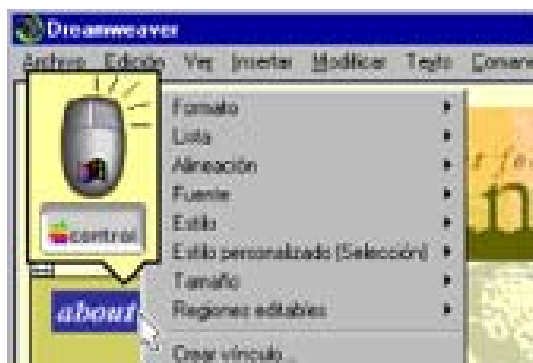 Dreamweaver
Archivo Edición Ver Insertar Modificar Texto
Formato
Lista
Alineación
Fuente
control
Estilo
Estilo personalizado (Selección)
Tamaño
about
Regiones editables
Crear vínculo...